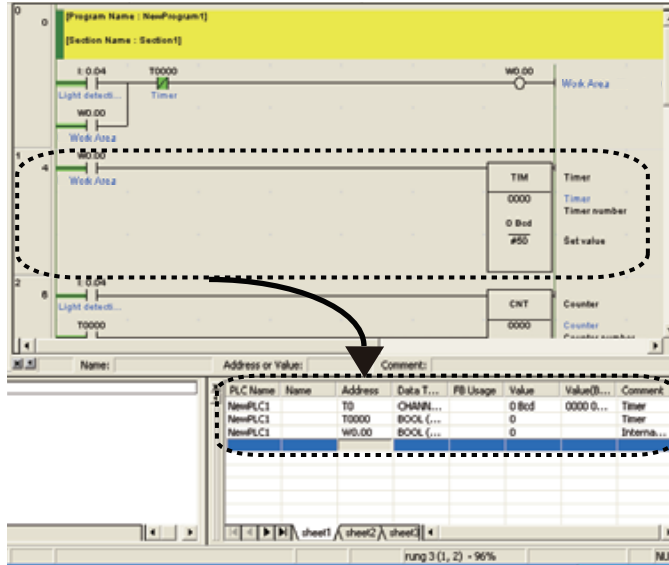 0
0
[Program Name : NewProgram1]
[Section Name : Section1]
I: 0.04
T0000
W0.00
Work Area
Light detecti...
Timer
W0.00
Work Area
1
4
W0.00
Work Area
TIM
Timer
0000
Timer
Timer number
0 Bcd
#50
Set value
2
6
I: 0.04
Light detecti...
CNT
Counter
T0000
0000
Counter
Counter number
Name:
Address or Value:
Comment:
PLC Name Name Address Data T... FB Usage Value Value(B... Comment
NewPLC1 T0 CHANN... 0 Bcd 0000 0... Timer
NewPLC1 T0000 BOOL (... 0 Timer
NewPLC1 W0.00 BOOL (... 0 Interna...
sheet1 sheet2 sheet3
rung 3 (1, 2) - 96%
NU